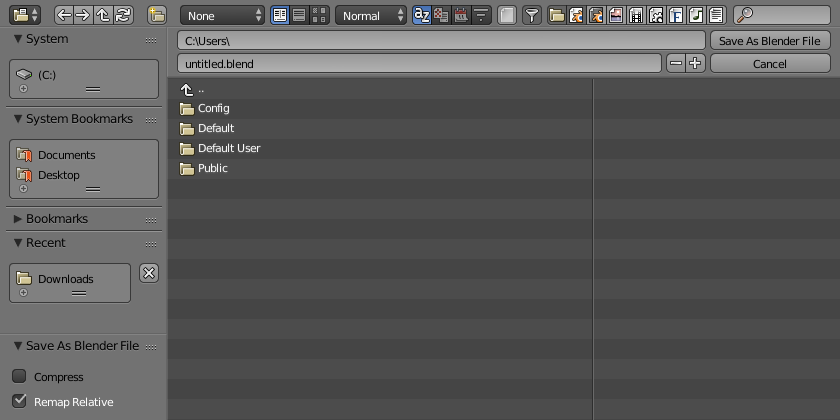 None
Normal
System
C:\Users\
Save As Blender File
(C:)
untitled.blend
Cancel
..
System Bookmarks
Config
Default
Documents
Default User
Desktop
Public
Bookmarks
Recent
Downloads
Save As Blender File
Compress
Remap Relative